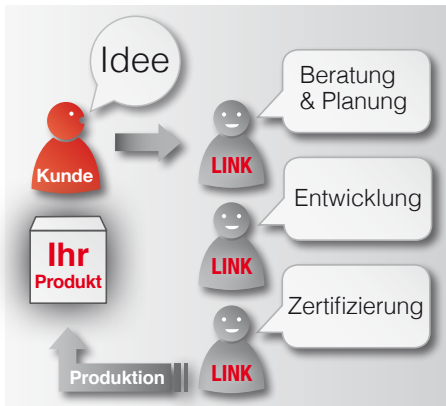 Idee
Kunde
Beratung
& Planung
LINK
Entwicklung
LINK
Zertifizierung
LINK
Produktion
Ihr
Produkt